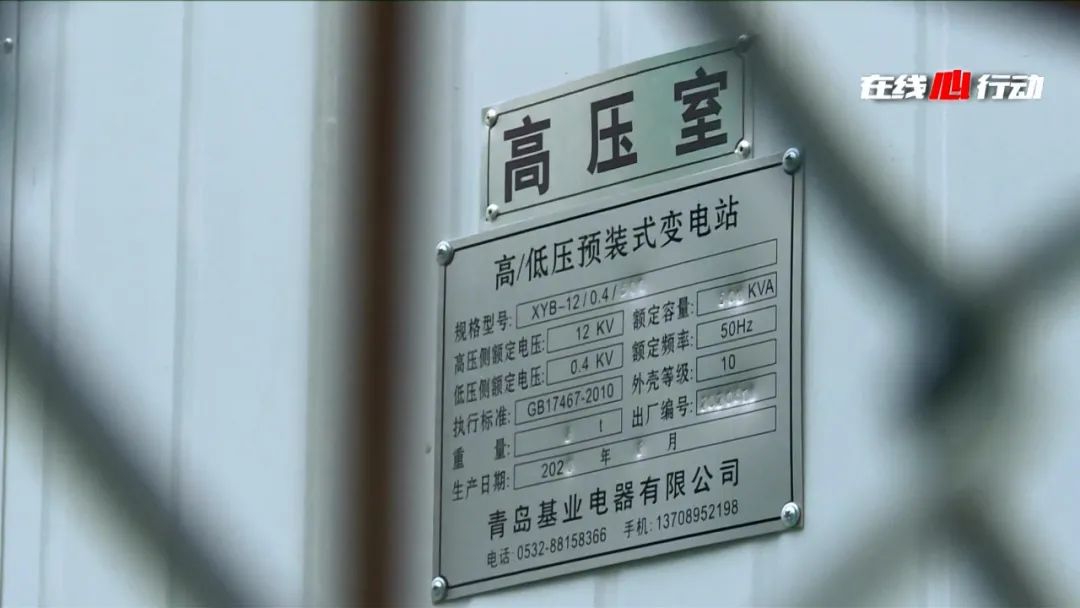 在线心行动
高压室
高/低压预装式变电站
规格型号: XYB-12/0.4/
高压侧额定电压: 12 KV 额定容量: KVA
低压侧额定电压: 0.4 KV 额定频率: 50Hz
执行标准: GB17467-2010 外壳等级: 10
重量: t 出厂编号:
生产日期: 202 年 月
青岛基业电器有限公司
电话:0532-88158366 手机:13708952198